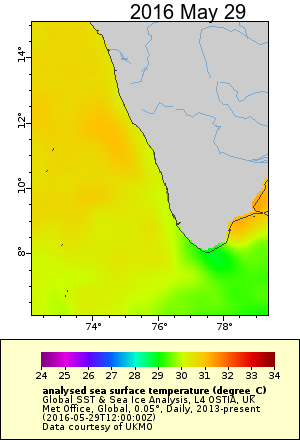 2016 May 29
14°
12°
10°
8°
74°
76°
78°
24 25 26 27 28 29 30 31 32 33 34
analysed sea surface temperature (degree_C)
Global SST & Sea Ice Analysis, L4 OSTIA, UK
Met Office, Global, 0.05°, Daily, 2013-present
(2016-05-29T12:00:00Z)
Data courtesy of UKMO